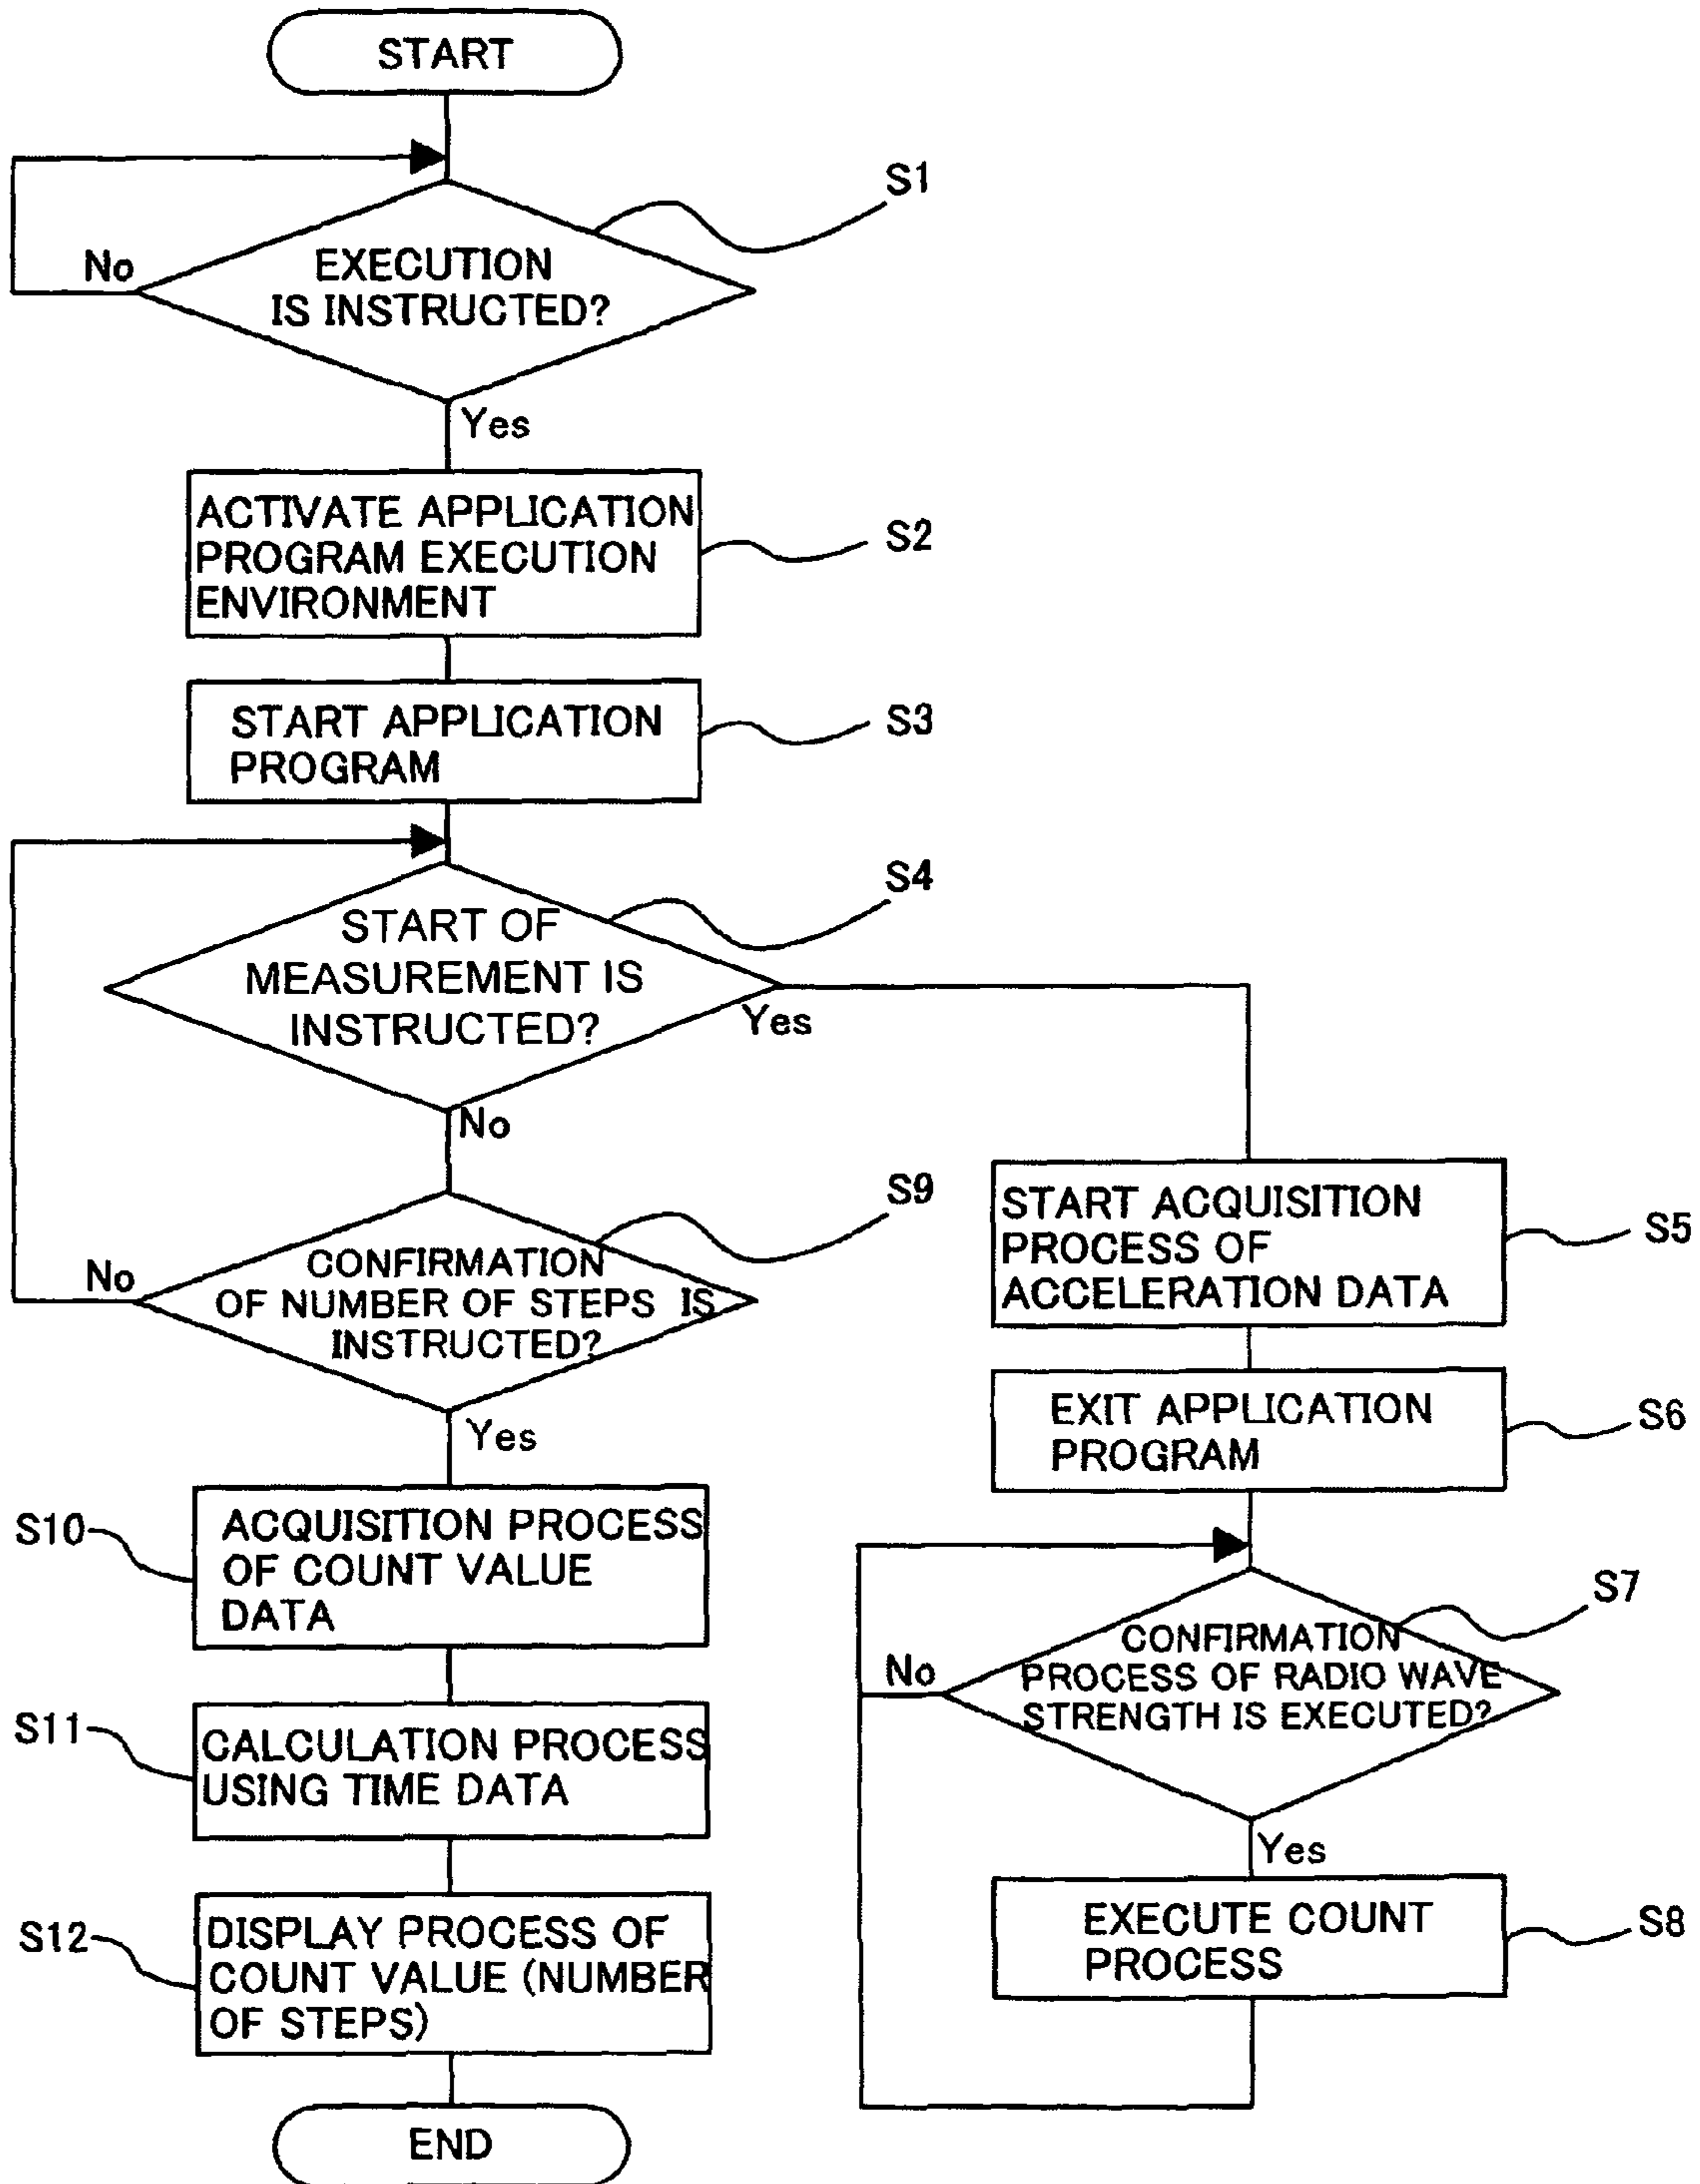 START
S1
No
EXECUTION
IS INSTRUCTED?
Yes
ACTIVATE APPLICATION
PROGRAM EXECUTION
ENVIRONMENT
S2
START APPLICATION
PROGRAM
S3
S4
START OF
MEASUREMENT IS
INSTRUCTED?
Yes
No
S9
No
CONFIRMATION
OF NUMBER OF STEPS IS
INSTRUCTED?
Yes
START ACQUISITION
PROCESS OF
ACCELERATION DATA
S5
EXIT APPLICATION
PROGRAM
S6
S10
ACQUISITION PROCESS
OF COUNT VALUE
DATA
S7
No
CONFIRMATION
PROCESS OF RADIO WAVE
STRENGTH IS EXECUTED?
Yes
S11
CALCULATION PROCESS
USING TIME DATA
EXECUTE COUNT
PROCESS
S8
S12
DISPLAY PROCESS OF
COUNT VALUE (NUMBER
OF STEPS)
END